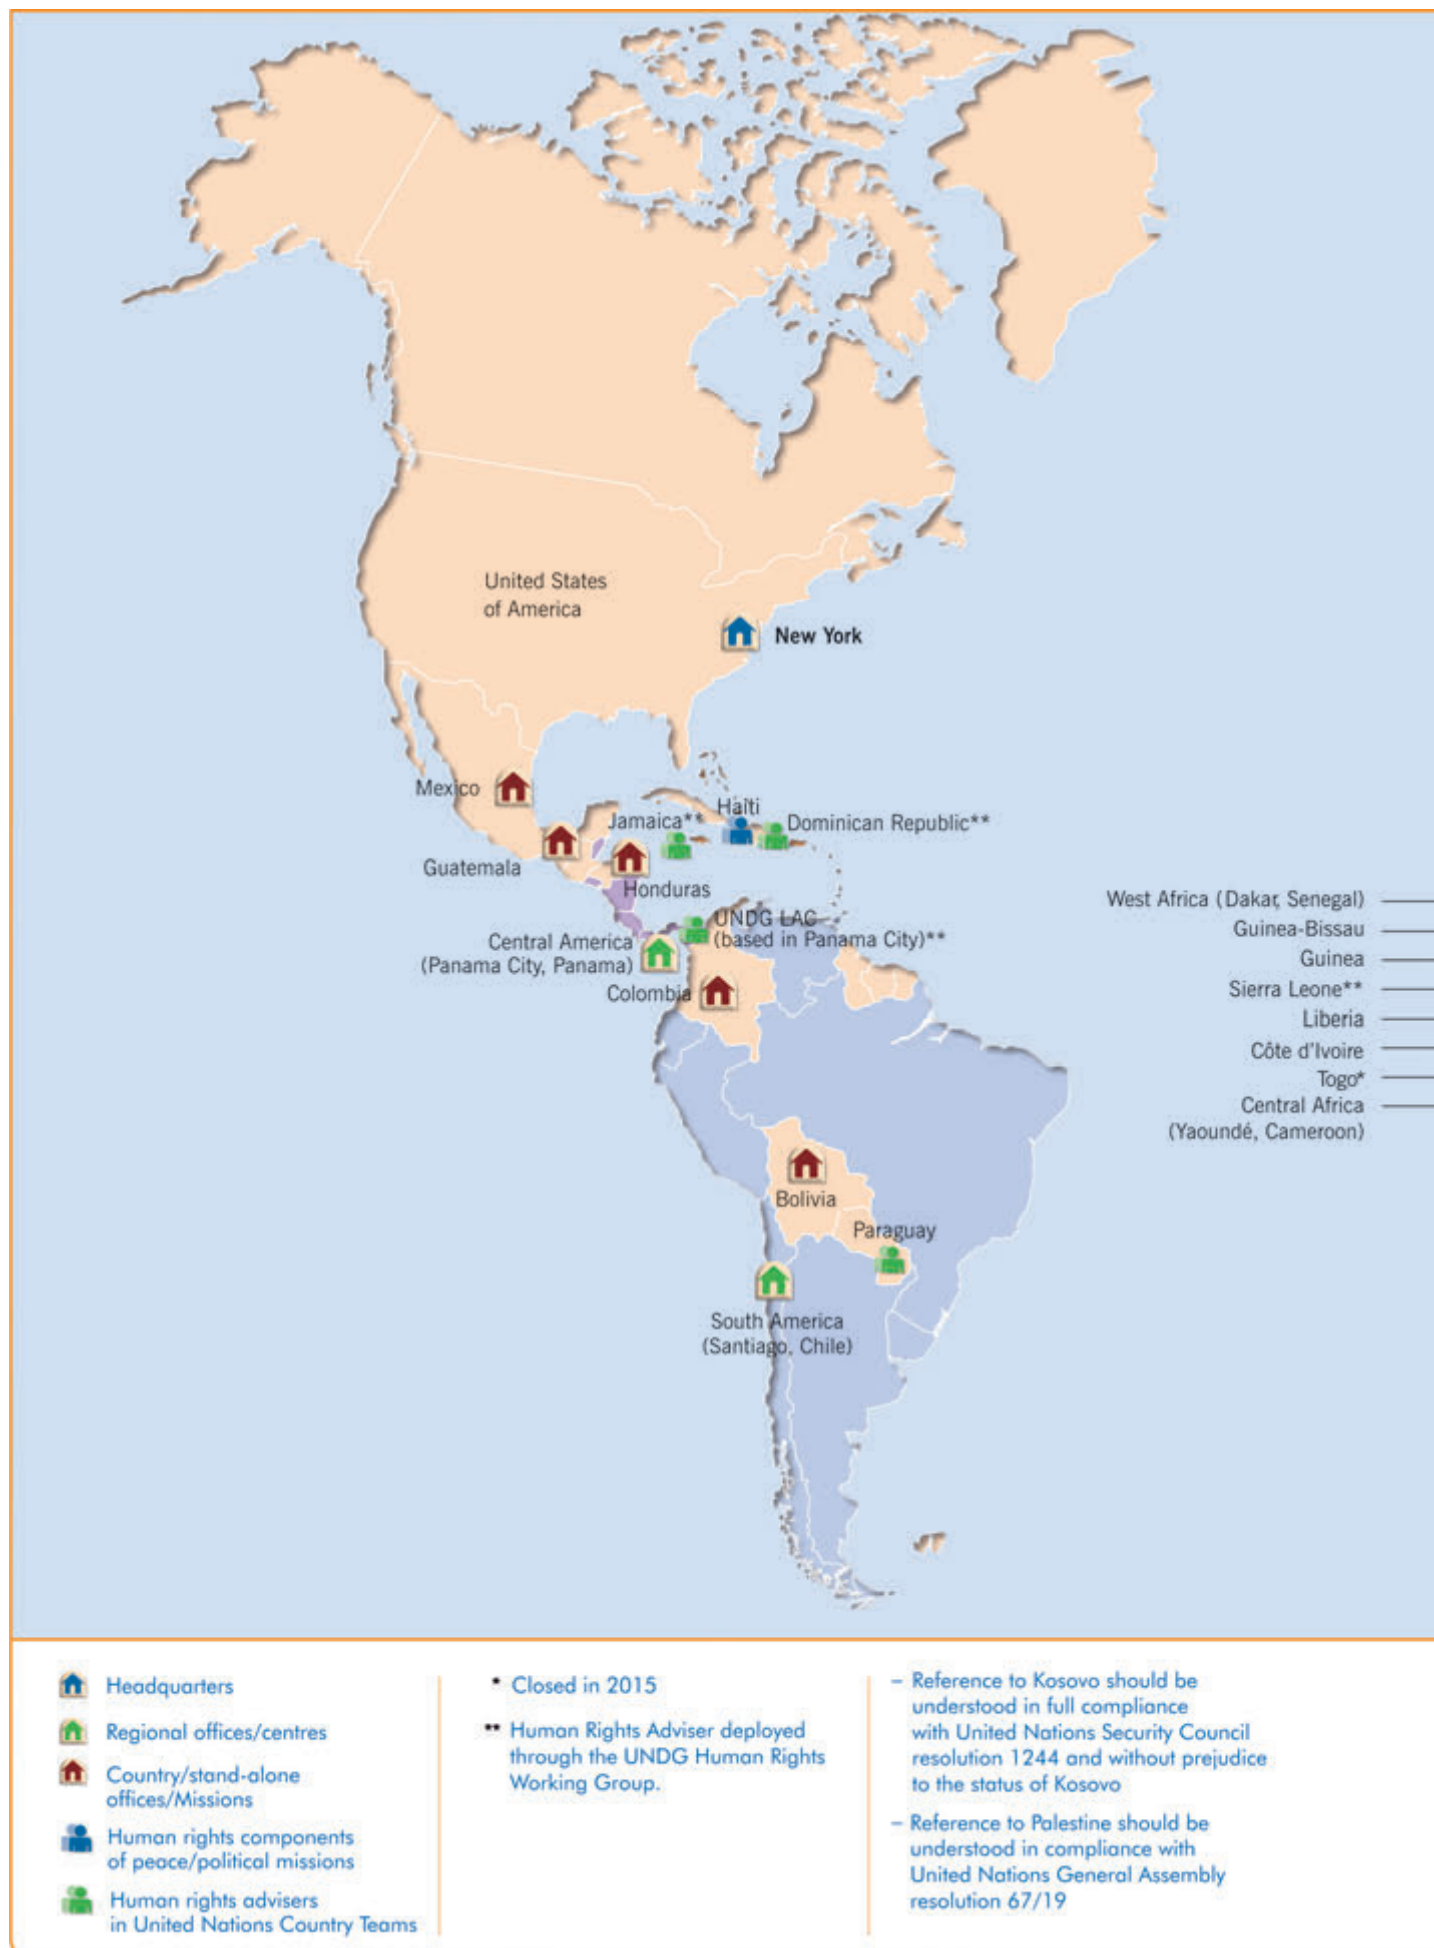 United States
of America
New York
Mexico
Haïti
Jamaica**
Dominican Republic**
Guatemala
Honduras
UNDG LAC
(based in Panama City)**
Central America
(Panama City, Panama)
Colombia
West Africa (Dakar, Senegal)
Guinea-Bissau
Guinea
Sierra Leone**
Liberia
Côte d'Ivoire
Togo*
Central Africa
(Yaoundé, Cameroon)
Bolivia
Paraguay
South America
(Santiago, Chile)
Headquarters
Regional offices/centres
Country/stand-alone
offices/Missions
Human rights components
of peace/political missions
Human rights advisers
in United Nations Country Teams
* Closed in 2015
** Human Rights Adviser deployed
through the UNDG Human Rights
Working Group.
– Reference to Kosovo should be
understood in full compliance
with United Nations Security Council
resolution 1244 and without prejudice
to the status of Kosovo
– Reference to Palestine should be
understood in compliance with
United Nations General Assembly
resolution 67/19